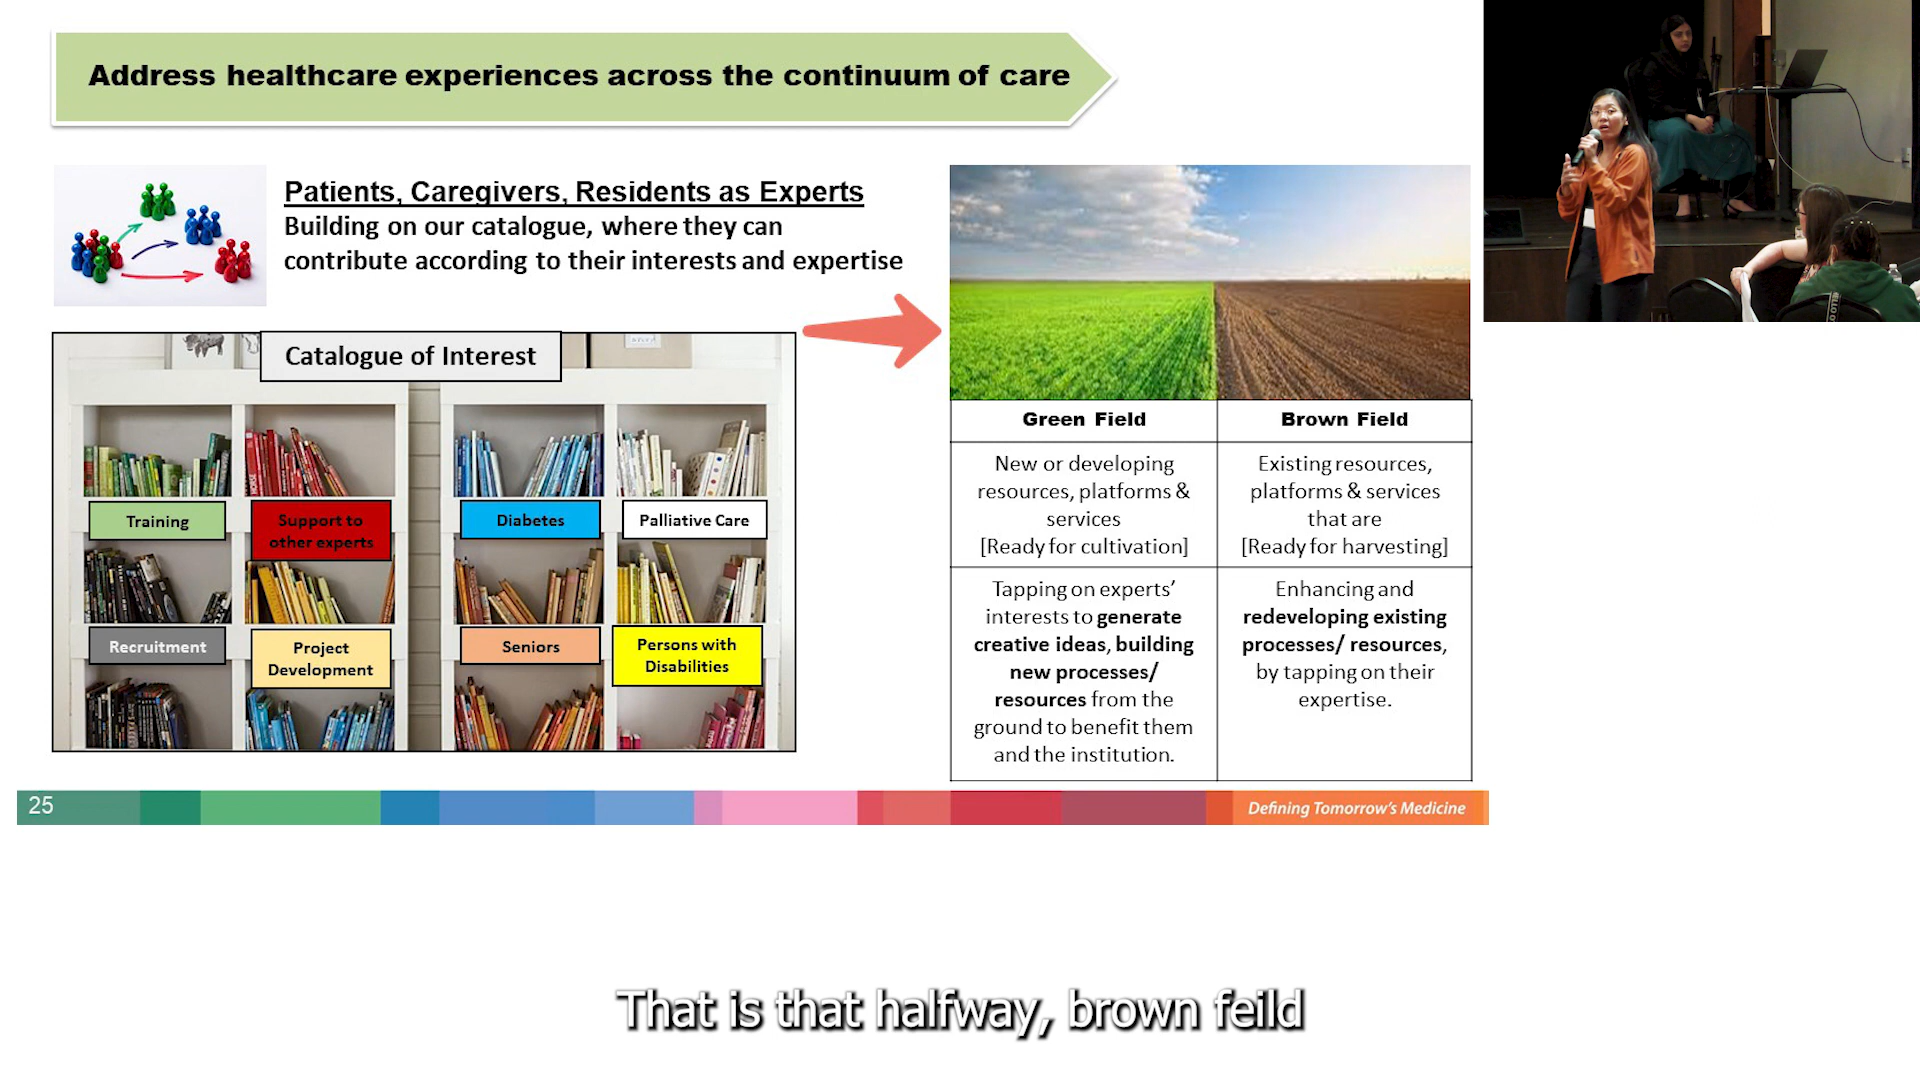 Address healthcare experiences across the continuum of care
Patients, Caregivers, Residents as Experts
Building on our catalogue, where they can
contribute according to their interests and expertise
Catalogue of Interest
Training
Support to
other experts
Diabetes
Palliative Care
Recruitment
Project
Development
Seniors
Persons with
Disabilities
Green Field
Brown Field
New or developing
resources, platforms &
services
[Ready for cultivation]
Existing resources,
platforms & services
that are
[Ready for harvesting]
Tapping on experts’
interests to generate
creative ideas, building
new processes/
resources from the
ground to benefit them
and the institution.
Enhancing and
redeveloping existing
processes/ resources,
by tapping on their
expertise.
25
Defining Tomorrow’s Medicine
That is that halfway, brown feild